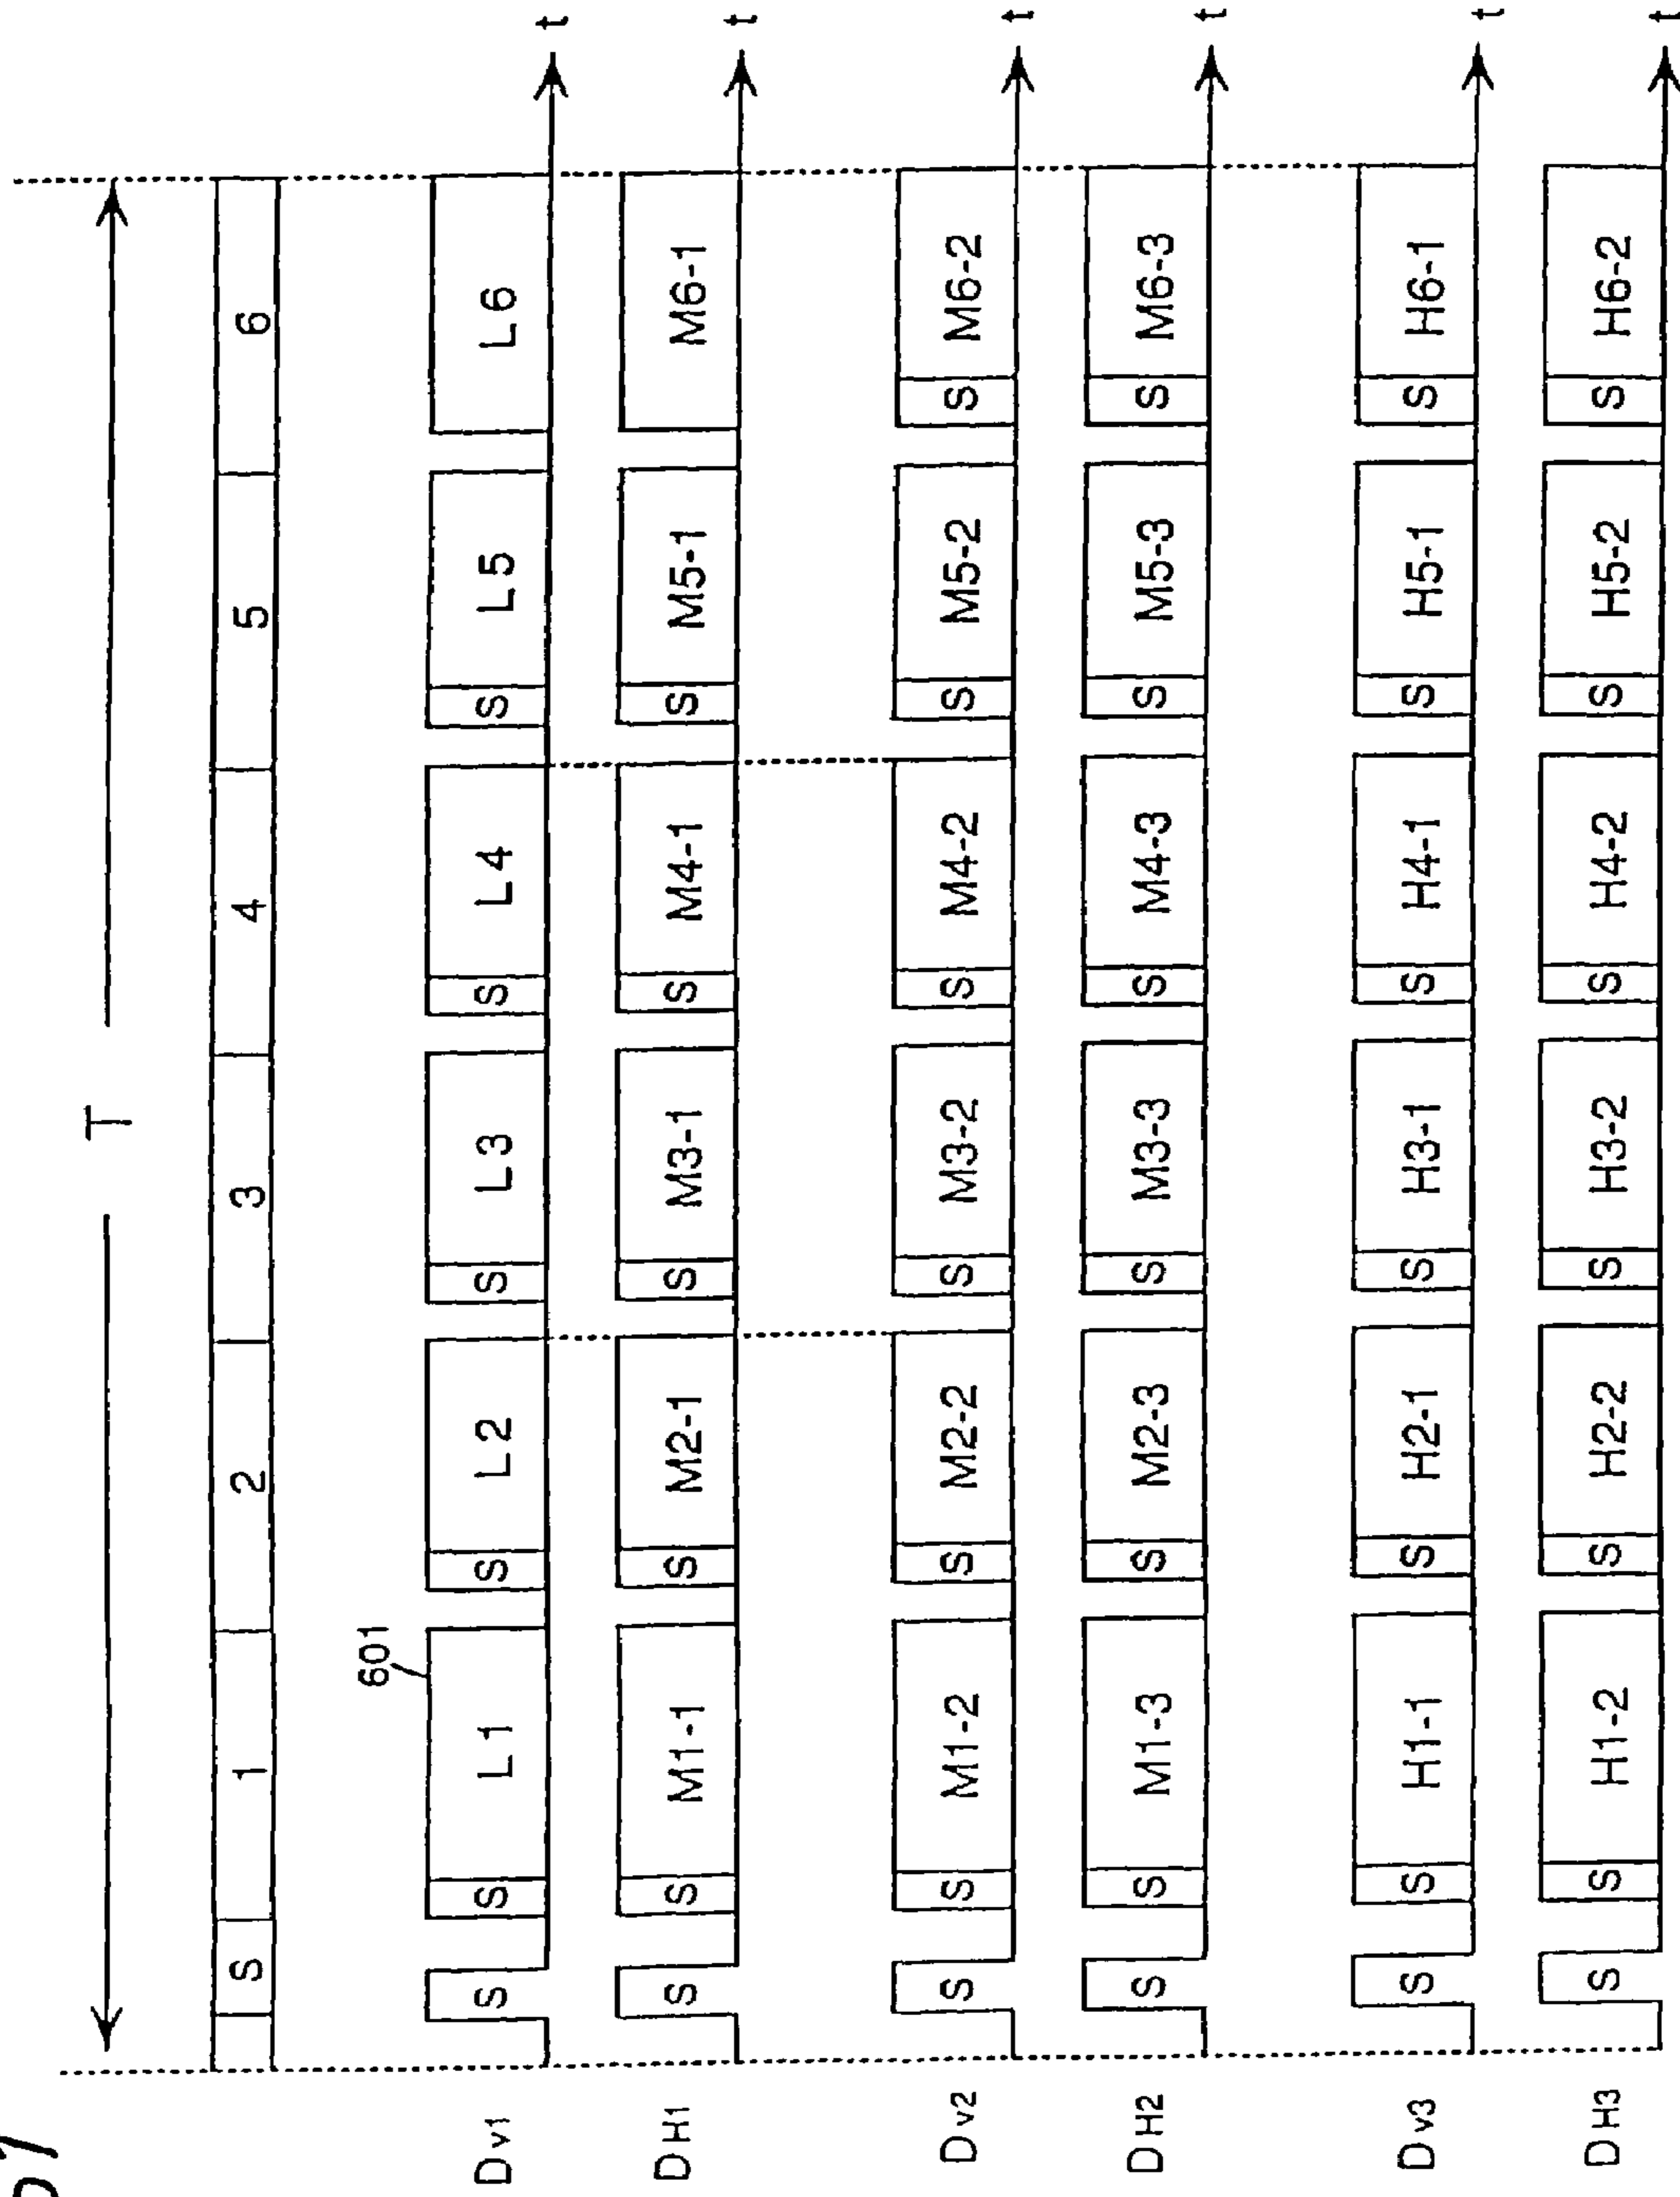 T
S 1 2 3 4 5 6
601
Dv1 S S L1 S L2 S L3 S L4 S L5 L6 t
DH1 S S M1-1 S M2-1 S M3-1 S M4-1 S M5-1 M6-1 t
Dv2 S S M1-2 S M2-2 S M3-2 S M4-2 S M5-2 S M6-2 t
DH2 S S M1-3 S M2-3 S M3-3 S M4-3 S M5-3 S M6-3 t
Dv3 S S H1-1 S H2-1 S H3-1 S H4-1 S H5-1 S H6-1 t
DH3 S S H1-2 S H2-2 S H3-2 S H4-2 S H5-2 S H6-2 t